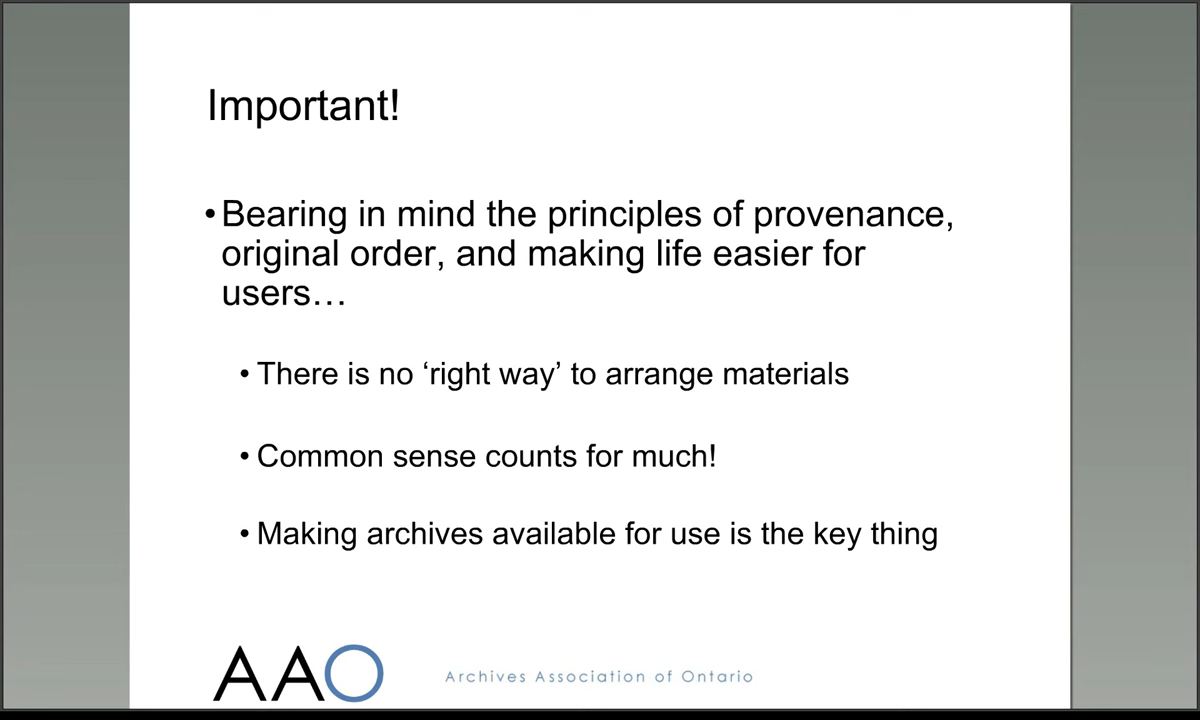 Important!
•Bearing in mind the principles of provenance,
original order, and making life easier for
users…
• There is no ‘right way’ to arrange materials
• Common sense counts for much!
• Making archives available for use is the key thing
AAO
Archives Association of Ontario